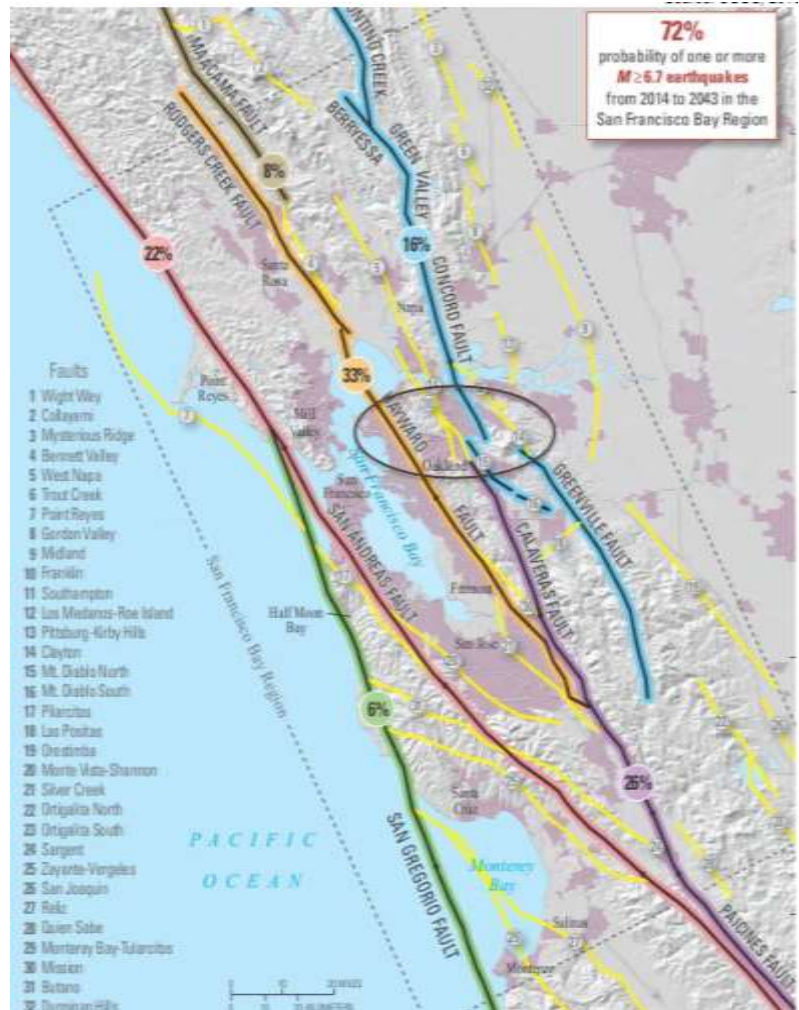 72%
probability of one or more
M ≥6.7 earthquakes
from 2014 to 2043 in the
San Francisco Bay Region
MAACAMA FAULT
RODGERS CREEK FAULT
BERRYESSA
GREEN VALLEY
CONCORD FAULT
8%
16%
22%
Santa
Rosa
Napa
33%
Point
Reyes
Mill
Valley
HAYWARD
FAULT
Oakland
San
Francisco
San Francisco Bay
SAN ANDREAS FAULT
CALAVERAS FAULT
GREENVILLE FAULT
Fremont
San Jose
Half Moon
Bay
San Francisco Bay Region
6%
26%
Santa
Cruz
SAN GREGORIO FAULT
Monterey
Bay
PAICINES FAULT
Salinas
Monterey
PACIFIC
OCEAN
Faults
1 Wight Way
2 Collayami
3 Mysterious Ridge
4 Bennett Valley
5 West Napa
6 Trout Creek
7 Point Reyes
8 Gordon Valley
9 Midland
10 Franklin
11 Southampton
12 Los Medanos-Roe Island
13 Pittsburg-Kirby Hills
14 Clayton
15 Mt. Diablo North
16 Mt. Diablo South
17 Pilarcitos
18 Las Positas
19 Orestimba
20 Monte Vista-Shannon
21 Silver Creek
22 Ortigalita North
23 Ortigalita South
24 Sargent
25 Zayante-Vergeles
26 San Joaquin
27 Reliz
28 Quien Sabe
29 Monterey Bay-Tularcitos
30 Mission
31 Butano